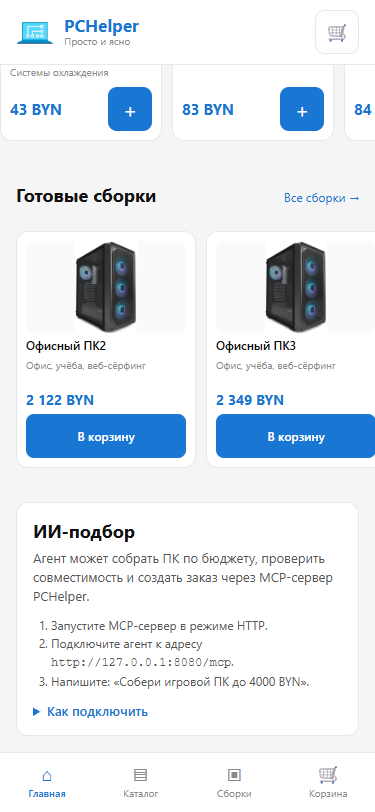 PCHelper
Просто и ясно
Системы охлаждения
43 BYN
+
83 BYN
+
84
Готовые сборки
Все сборки →
Офисный ПК2
Офис, учёба, веб-сёрфинг
2 122 BYN
В корзину
Офисный ПК3
Офис, учёба, веб-сёрфинг
2 349 BYN
В корзину
ИИ-подбор
Агент может собрать ПК по бюджету, проверить
совместимость и создать заказ через MCP-сервер
PCHelper.
1. Запустите MCP-сервер в режиме HTTP.
2. Подключите агент к адресу
http://127.0.0.1:8080/mcp.
3. Напишите: «Собери игровой ПК до 4000 BYN».
▶ Как подключить
Главная
Каталог
Сборки
Корзина